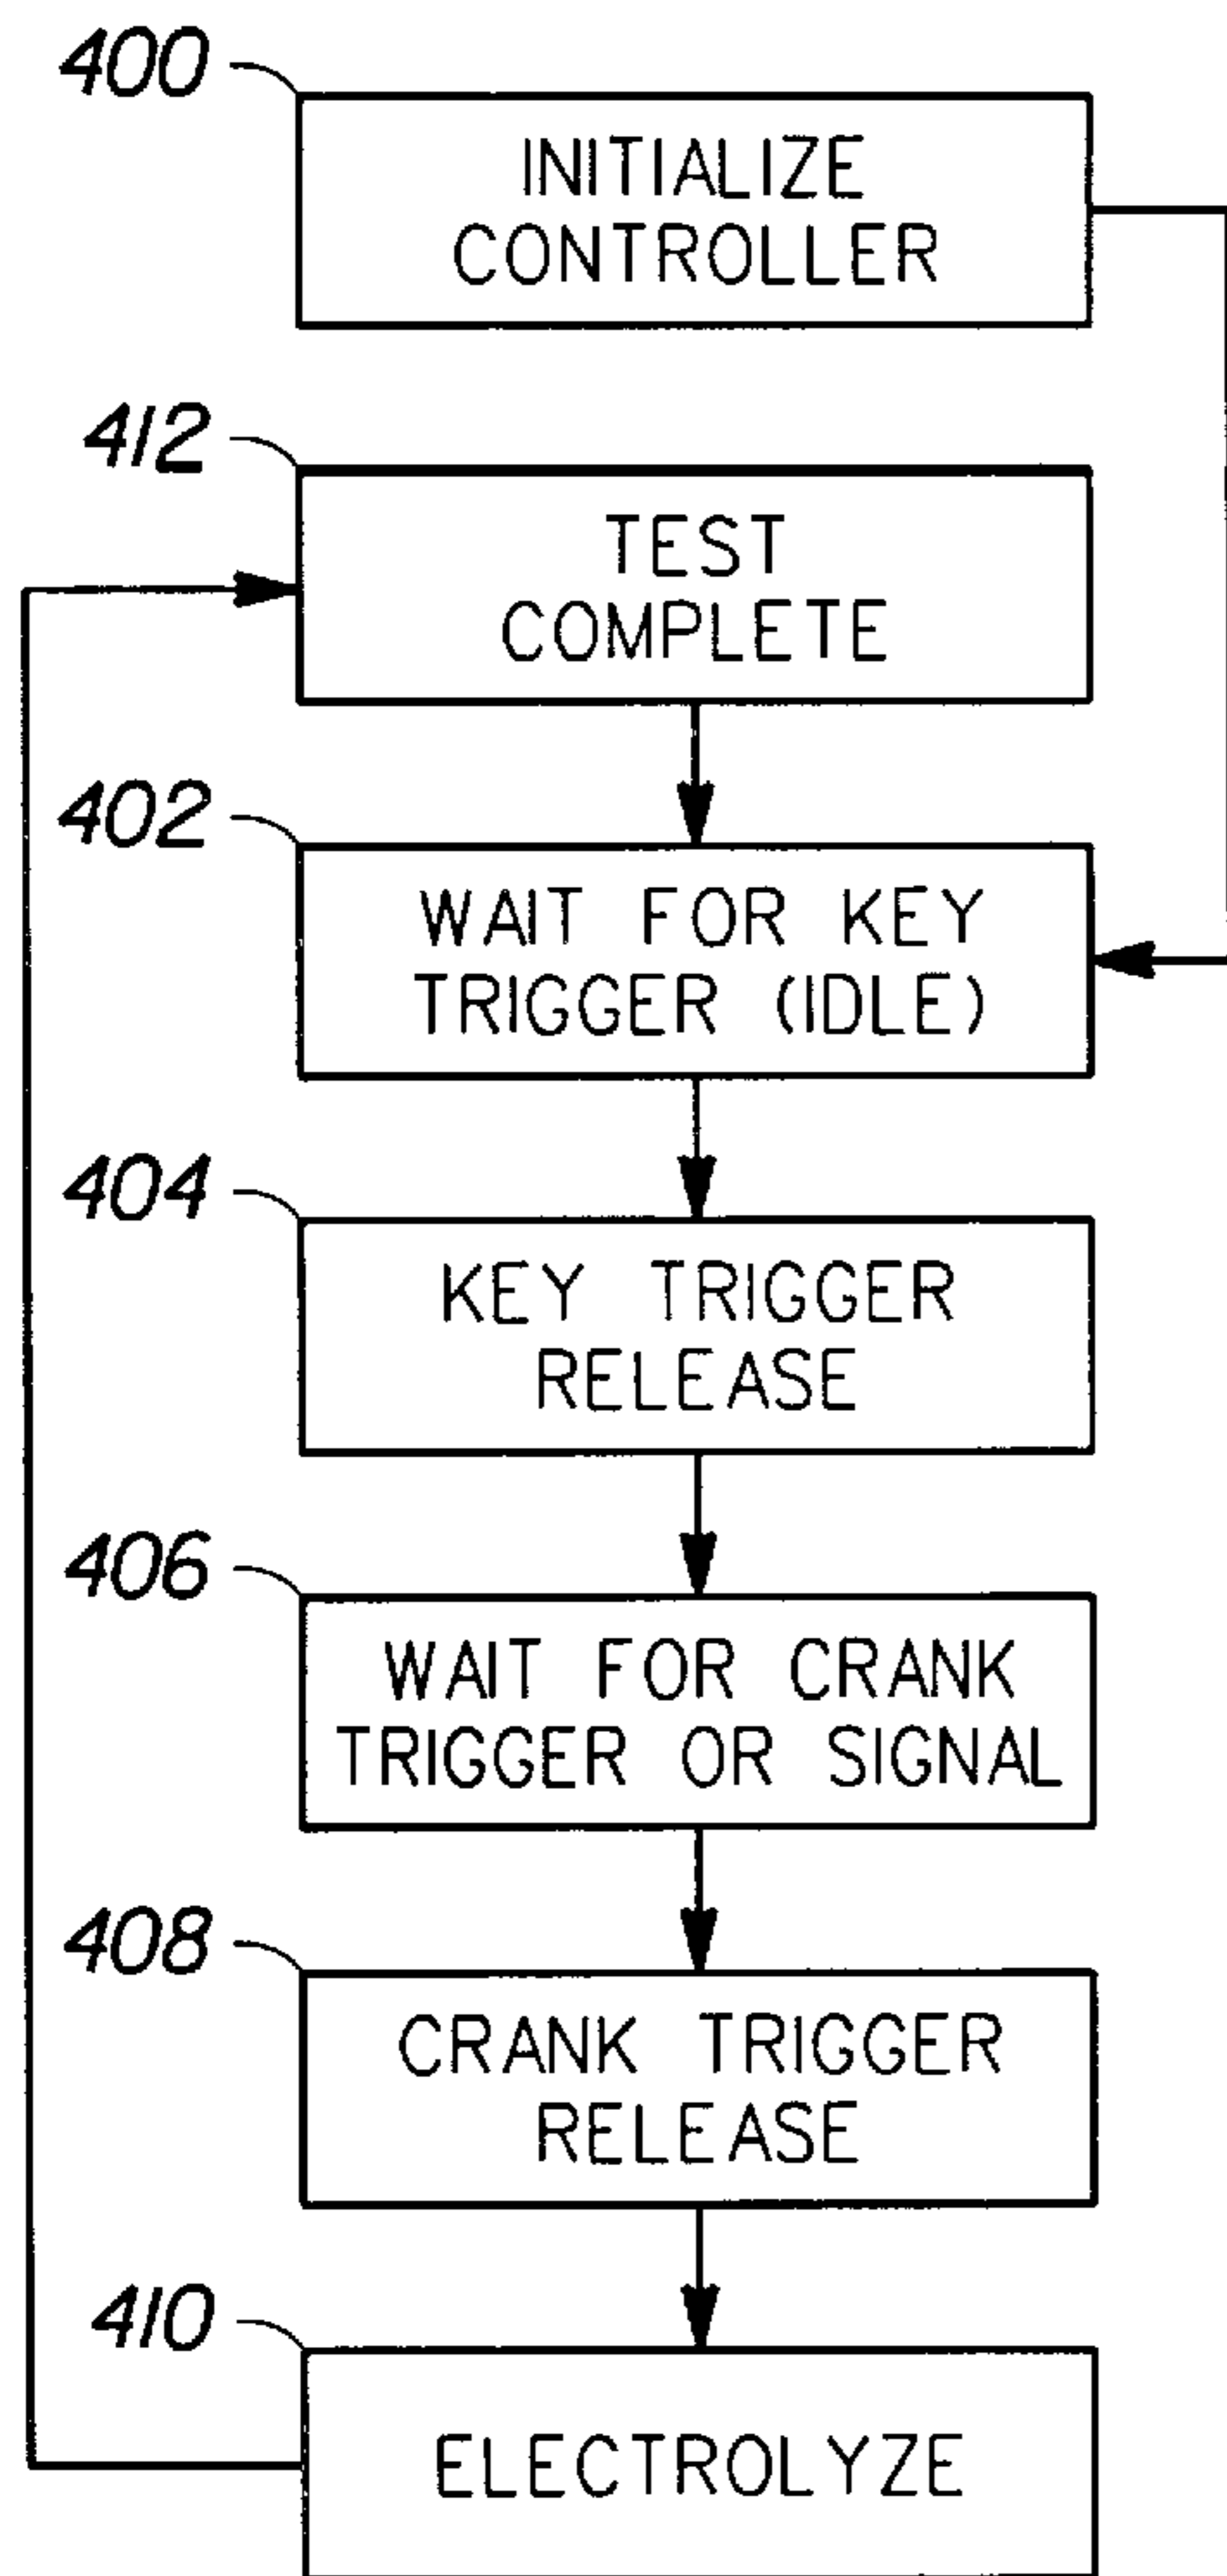 400
INITIALIZE
CONTROLLER
412
TEST
COMPLETE
402
WAIT FOR KEY
TRIGGER (IDLE)
404
KEY TRIGGER
RELEASE
406
WAIT FOR CRANK
TRIGGER OR SIGNAL
408
CRANK TRIGGER
RELEASE
410
ELECTROLYZE